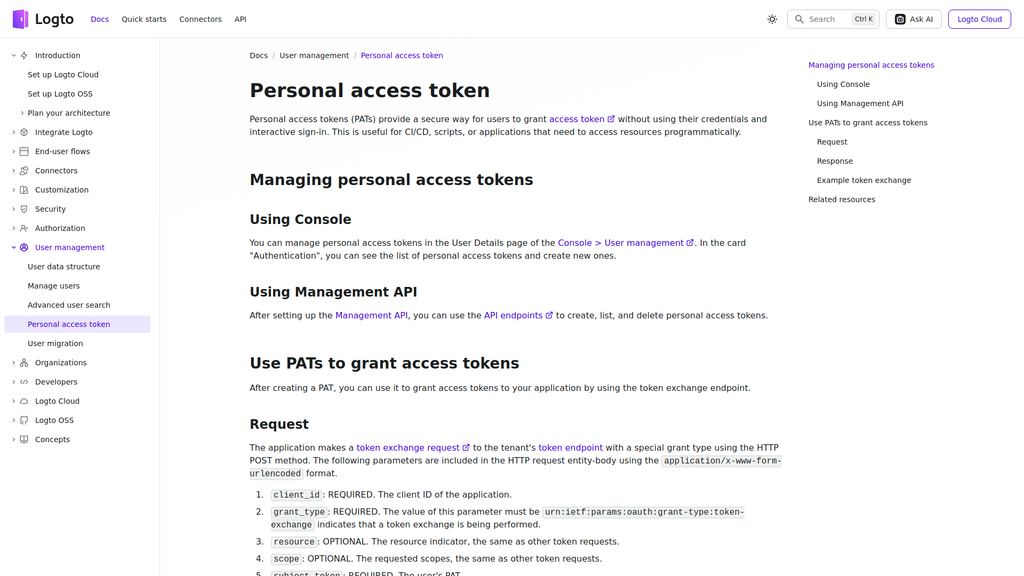 Logto
Docs
Quick starts
Connectors
API
Search
Ctrl K
Ask AI
Logto Cloud
Introduction
Set up Logto Cloud
Set up Logto OSS
Plan your architecture
Integrate Logto
End-user flows
Connectors
Customization
Security
Authorization
User management
User data structure
Manage users
Advanced user search
Personal access token
User migration
Organizations
Developers
Logto Cloud
Logto OSS
Concepts
Docs / User management / Personal access token
Personal access token
Personal access tokens (PATs) provide a secure way for users to grant access token without using their credentials and
interactive sign-in. This is useful for CI/CD, scripts, or applications that need to access resources programmatically.
Managing personal access tokens
Using Console
You can manage personal access tokens in the User Details page of the Console > User management. In the card
"Authentication", you can see the list of personal access tokens and create new ones.
Using Management API
After setting up the Management API, you can use the API endpoints to create, list, and delete personal access tokens.
Use PATs to grant access tokens
After creating a PAT, you can use it to grant access tokens to your application by using the token exchange endpoint.
Request
The application makes a token exchange request to the tenant's token endpoint with a special grant type using the HTTP
POST method. The following parameters are included in the HTTP request entity-body using the application/x-www-form-
urlencoded format.
1. client_id: REQUIRED. The client ID of the application.
2. grant_type: REQUIRED. The value of this parameter must be urn:ietf:params:oauth:grant-type:token-
exchange indicates that a token exchange is being performed.
3. resource: OPTIONAL. The resource indicator, the same as other token requests.
4. scope: OPTIONAL. The requested scopes, the same as other token requests.
5. subject_token: REQUIRED. The user's PAT.
Managing personal access tokens
Using Console
Using Management API
Use PATs to grant access tokens
Request
Response
Example token exchange
Related resources